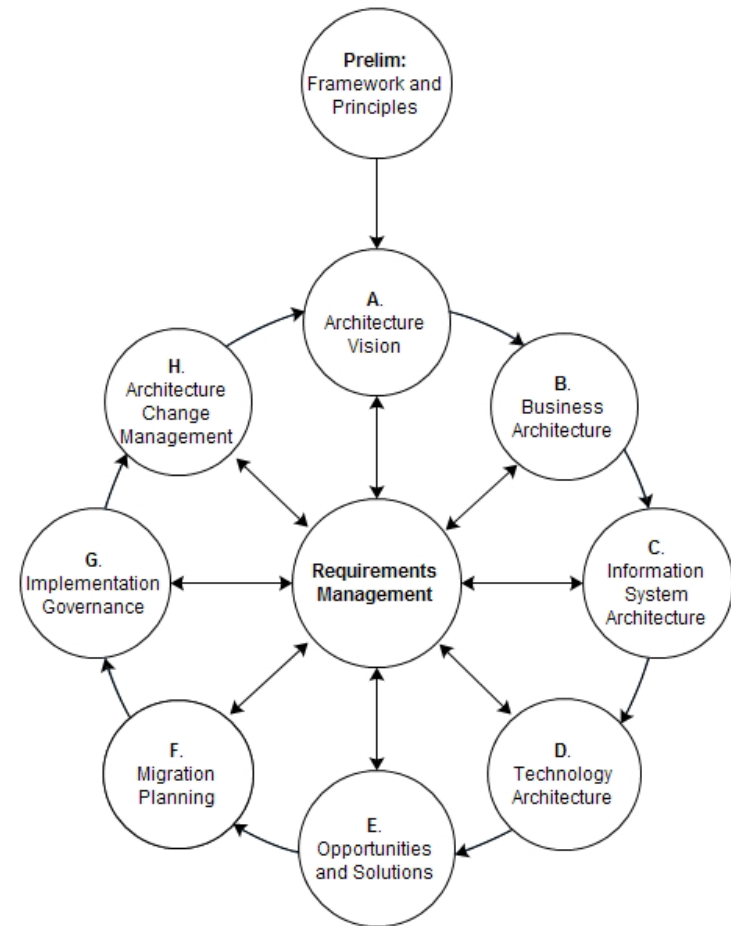 Prelim:
Framework and
Principles
A.
Architecture
Vision
B.
Business
Architecture
C.
Information
System
Architecture
D.
Technology
Architecture
E.
Opportunities
and Solutions
F.
Migration
Planning
G.
Implementation
Governance
H.
Architecture
Change
Management
Requirements
Management